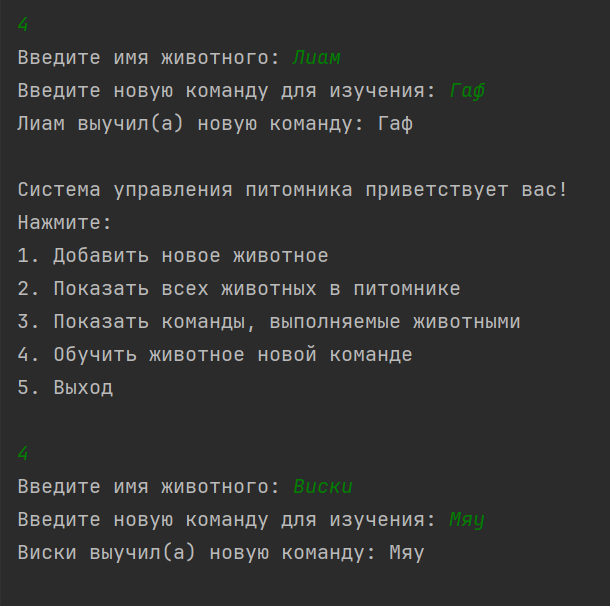 4
Введите имя животного: Лиам
Введите новую команду для изучения: Гаф
Лиам выучил(а) новую команду: Гаф
Система управления питомника приветствует вас!
Нажмите:
1. Добавить новое животное
2. Показать всех животных в питомнике
3. Показать команды, выполняемые животными
4. Обучить животное новой команде
5. Выход
4
Введите имя животного: Виски
Введите новую команду для изучения: Мяу
Виски выучил(а) новую команду: Мяу